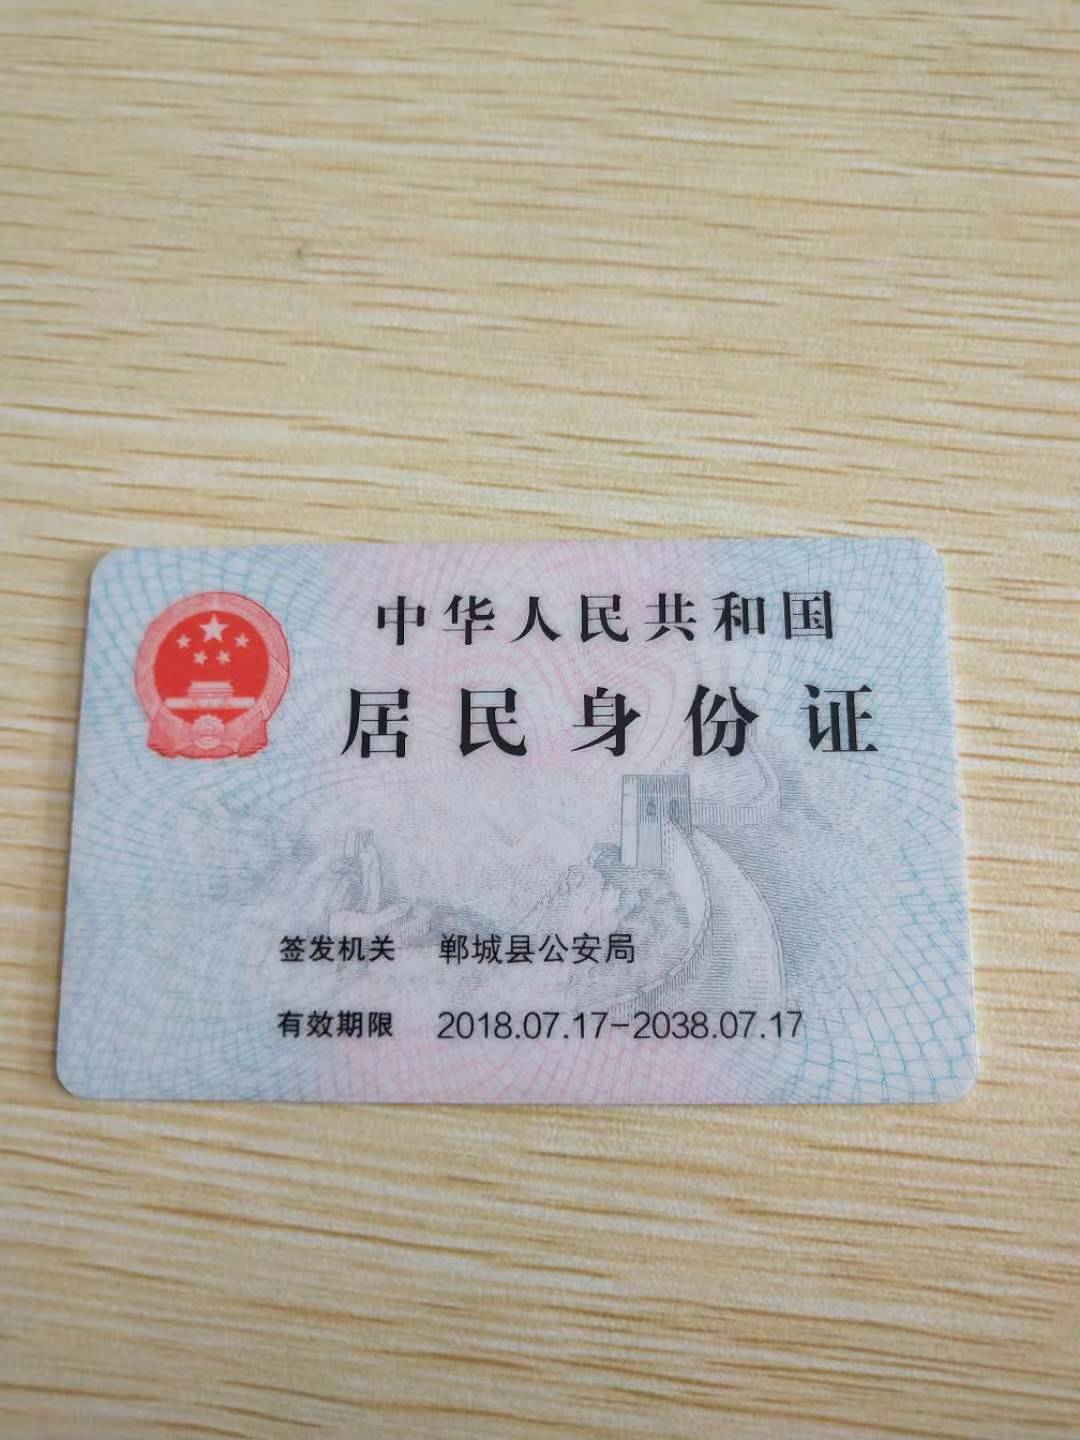 中华人民共和国
居民身份证
签发机关 郸城县公安局
有效期限 2018.07.17-2038.07.17